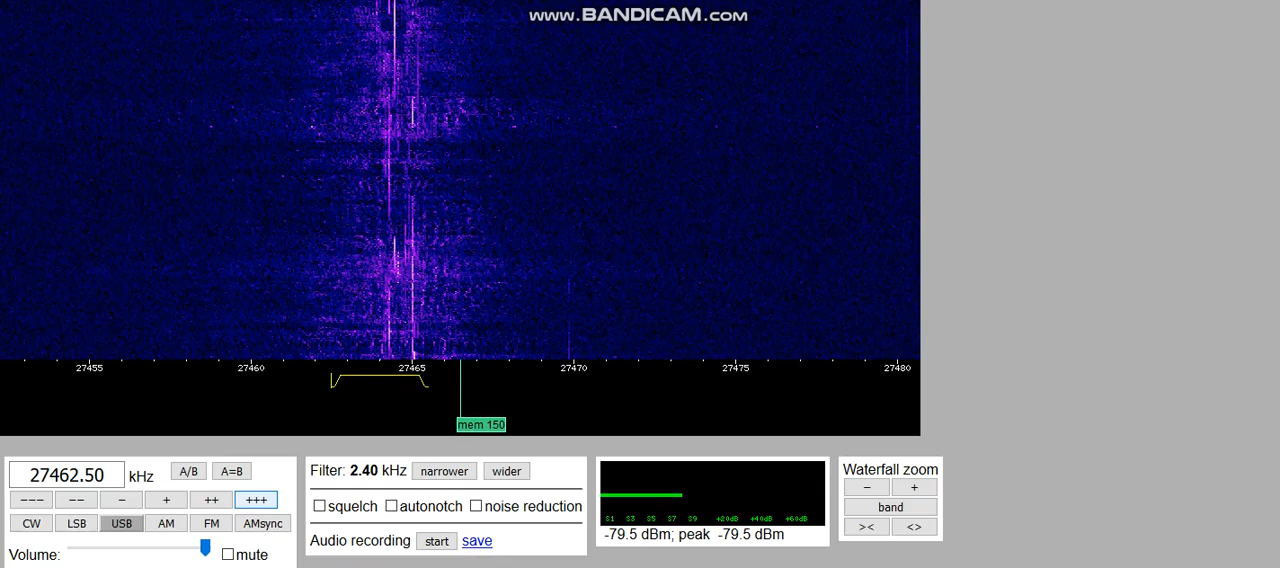 www.BANDICAM.com
27455 27460 27465 27470 27475 27480
mem 150
27462.50 kHz A/B A=B
--- -- - + ++ +++
CW LSB USB AM FM AMsync
Volume: mute
Filter: 2.40 kHz narrower wider
squelch autonotch noise reduction
Audio recording start save
S1 S3 S5 S7 S9 +20dB +40dB +60dB
-79.5 dBm; peak -79.5 dBm
Waterfall zoom
- +
band
>< <>